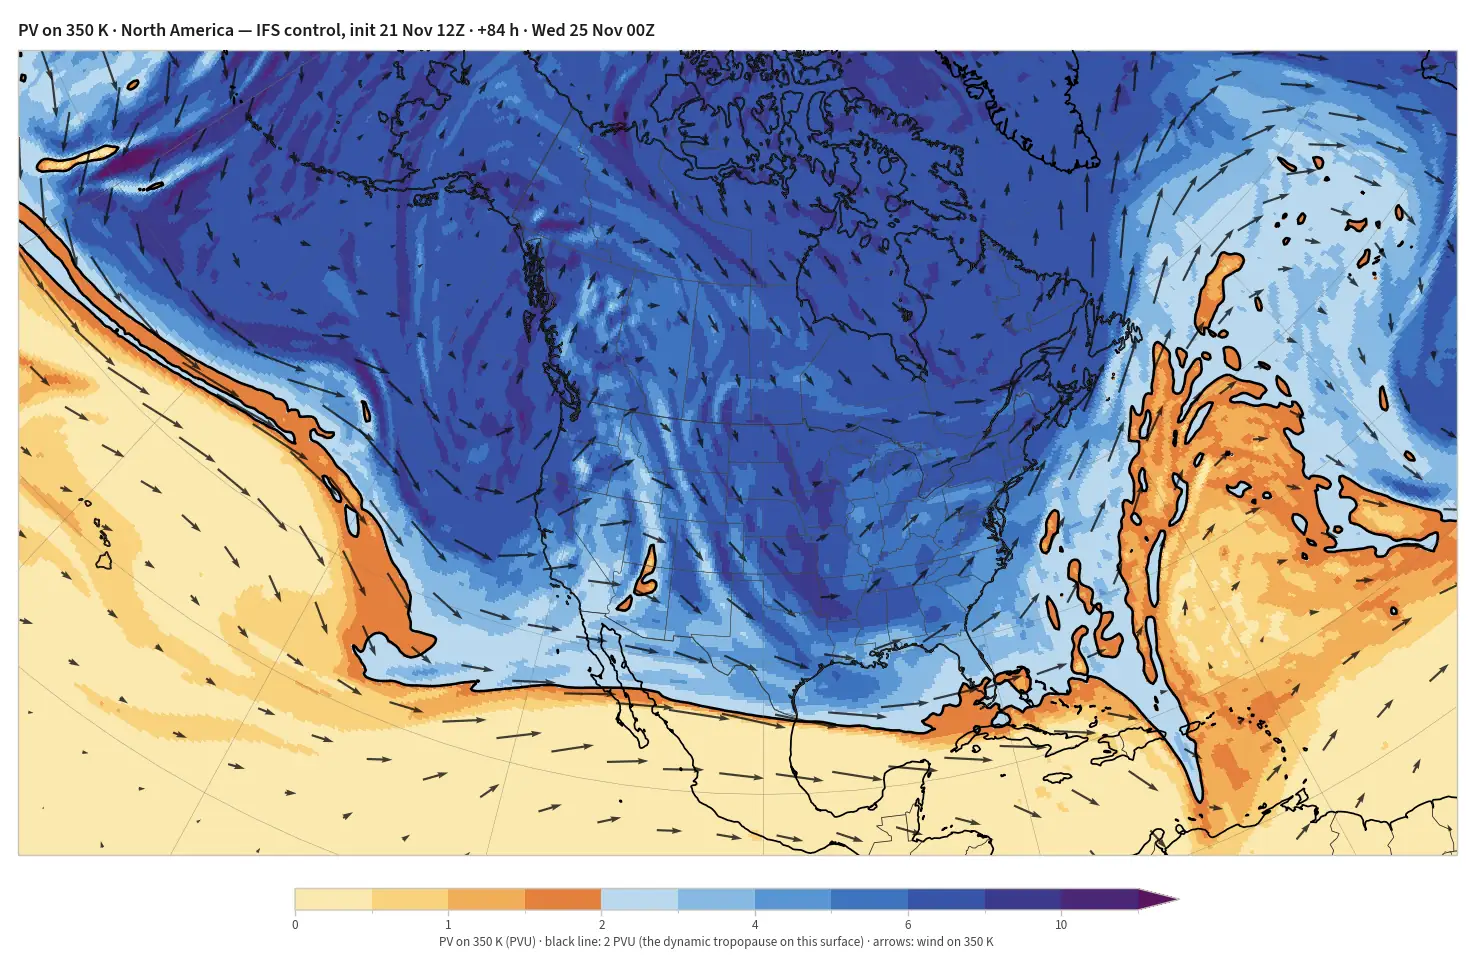 PV on 350 K · North America — IFS control, init 21 Nov 12Z · +84 h · Wed 25 Nov 00Z
0 1 2 4 6 10
PV on 350 K (PVU) · black line: 2 PVU (the dynamic tropopause on this surface) · arrows: wind on 350 K